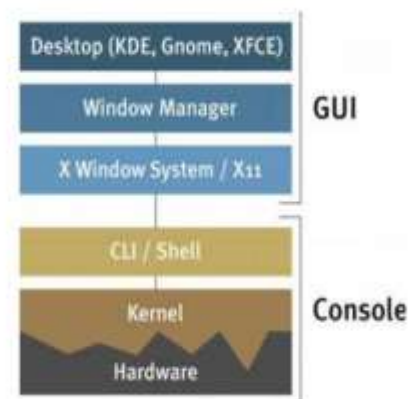 Desktop (KDE, Gnome, XFCE)
Window Manager
GUI
X Window System / X11
CLI / Shell
Kernel
Console
Hardware